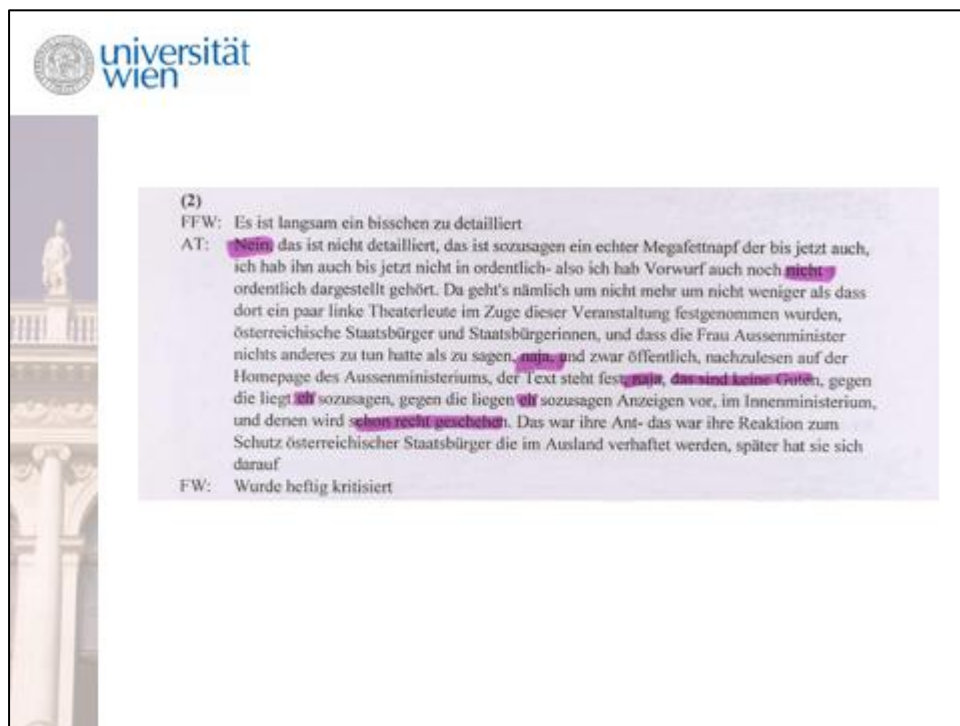 universität
wien
(2)
FFW: Es ist langsam ein bisschen zu detailliert
AT: Nein, das ist nicht detailliert, das ist sozusagen ein echter Megafettnapf der bis jetzt auch,
ich hab ihn auch bis jetzt nicht in ordentlich- also ich hab Vorwurf auch noch nicht
ordentlich dargestellt gehört. Da geht's nämlich um nicht mehr um nicht weniger als dass
dort ein paar linke Theaterleute im Zuge dieser Veranstaltung festgenommen wurden,
österreichische Staatsbürger und Staatsbürgerinnen, und dass die Frau Aussenminister
nichts anderes zu tun hatte als zu sagen, naja, und zwar öffentlich, nachzulesen auf der
Homepage des Aussenministeriums, der Text steht fest, naja, das sind keine Guten, gegen
die liegt eh sozusagen, gegen die liegen eh sozusagen Anzeigen vor, im Innenministerium,
und denen wird schon recht geschehen. Das war ihre Ant- das war ihre Reaktion zum
Schutz österreichischer Staatsbürger die im Ausland verhaftet werden, später hat sie sich
darauf
FW: Wurde heftig kritisiert